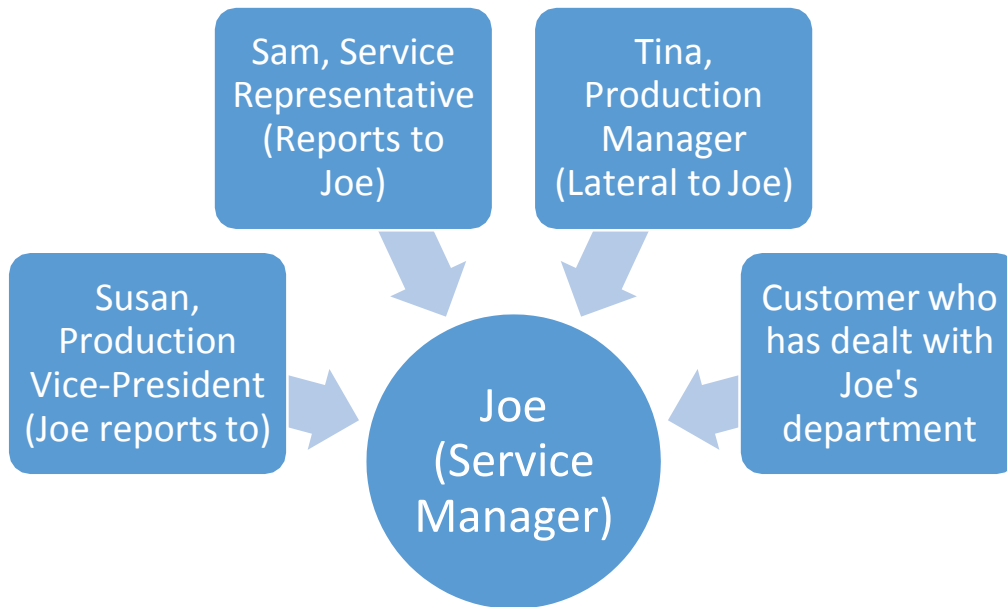 Sam, Service
Representative
(Reports to
Joe)
Tina,
Production
Manager
(Lateral to Joe)
Susan,
Production
Vice-President
(Joe reports to)
Customer who
has dealt with
Joe's
department
Joe
(Service
Manager)